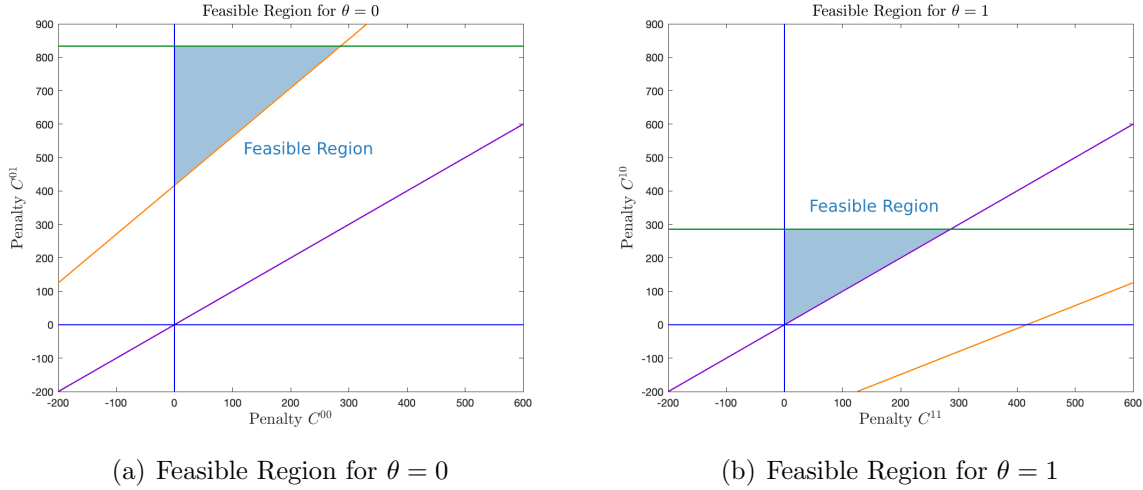 Feasible Region for θ = 0
900
800
700
600
500
400
300
200
100
0
-100
-200
Penalty C^{01}
Feasible Region
-200 -100 0 100 200 300 400 500 600
Penalty C^{00}
(a) Feasible Region for θ = 0
Feasible Region for θ = 1
900
800
700
600
500
400
300
200
100
0
-100
-200
Penalty C^{10}
Feasible Region
-200 -100 0 100 200 300 400 500 600
Penalty C^{11}
(b) Feasible Region for θ = 1